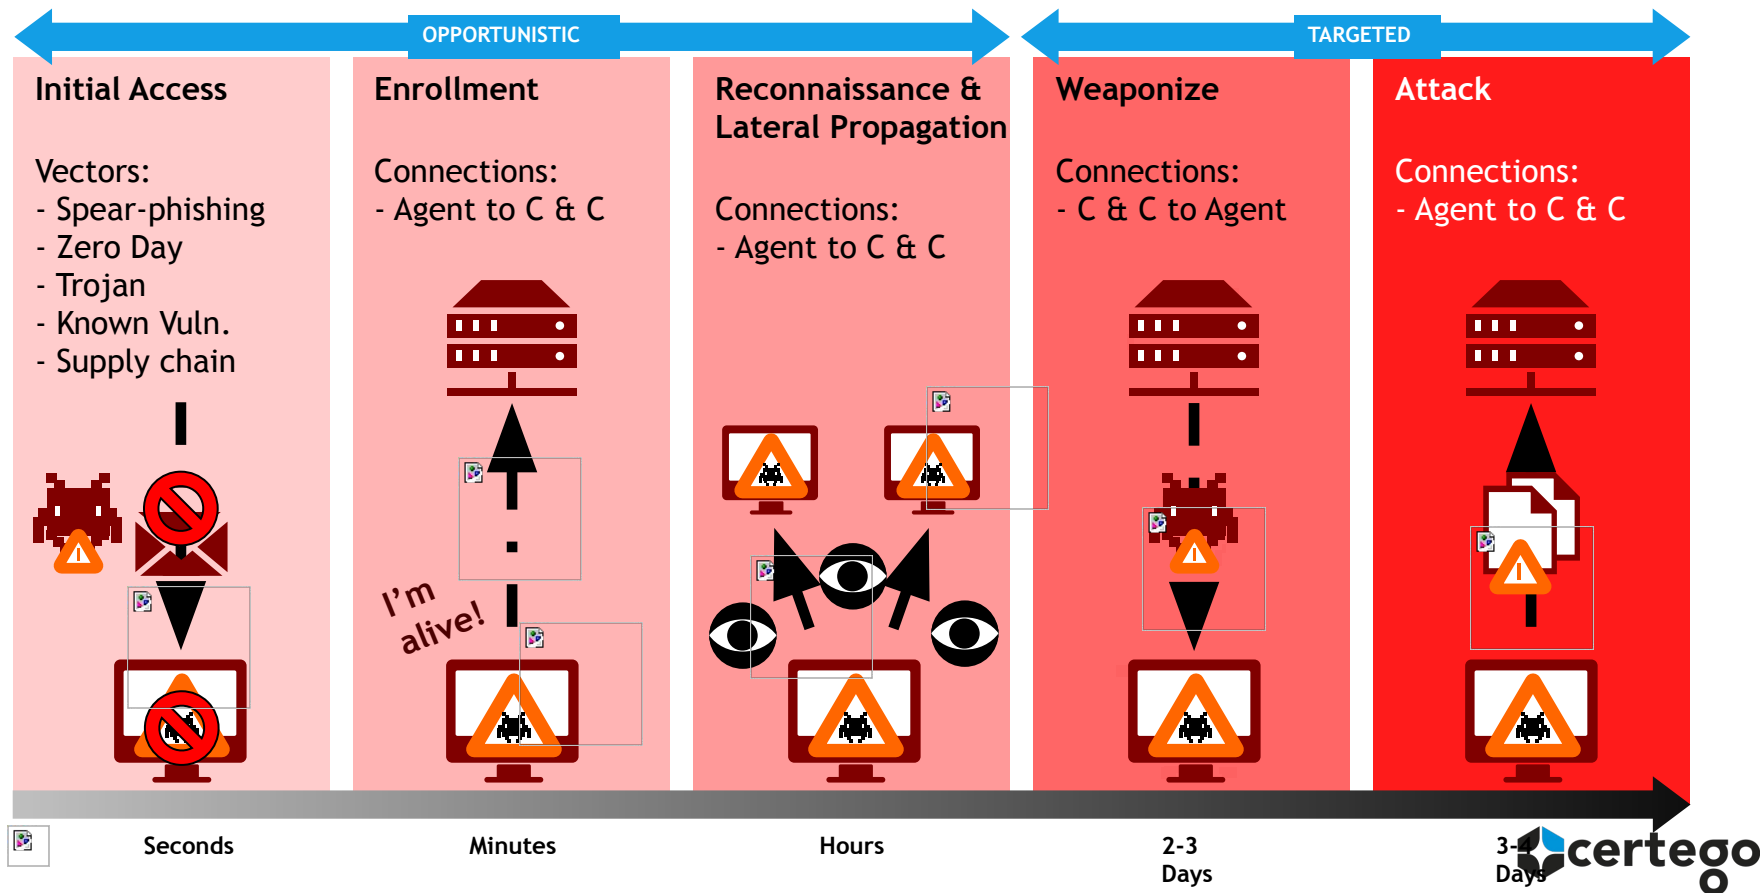 OPPORTUNISTIC
TARGETED
Initial Access
Vectors:
- Spear-phishing
- Zero Day
- Trojan
- Known Vuln.
- Supply chain
Enrollment
Connections:
- Agent to C & C
I'm
alive!
Reconnaissance &
Lateral Propagation
Connections:
- Agent to C & C
Weaponize
Connections:
- C & C to Agent
Attack
Connections:
- Agent to C & C
Seconds
Minutes
Hours
2-3
Days
3-4
Days
certego